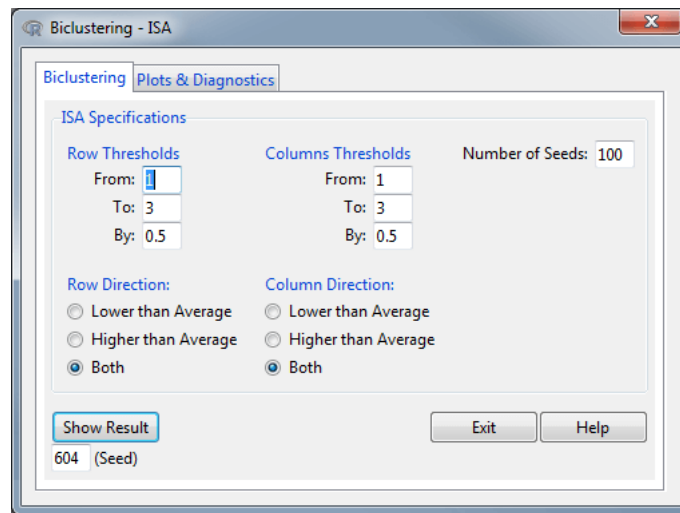 Biclustering - ISA
Biclustering Plots & Diagnostics
ISA Specifications
Row Thresholds Columns Thresholds Number of Seeds: 100
From: 1 From: 1
To: 3 To: 3
By: 0.5 By: 0.5
Row Direction: Column Direction:
Lower than Average Lower than Average
Higher than Average Higher than Average
Both Both
Show Result Exit Help
604 (Seed)